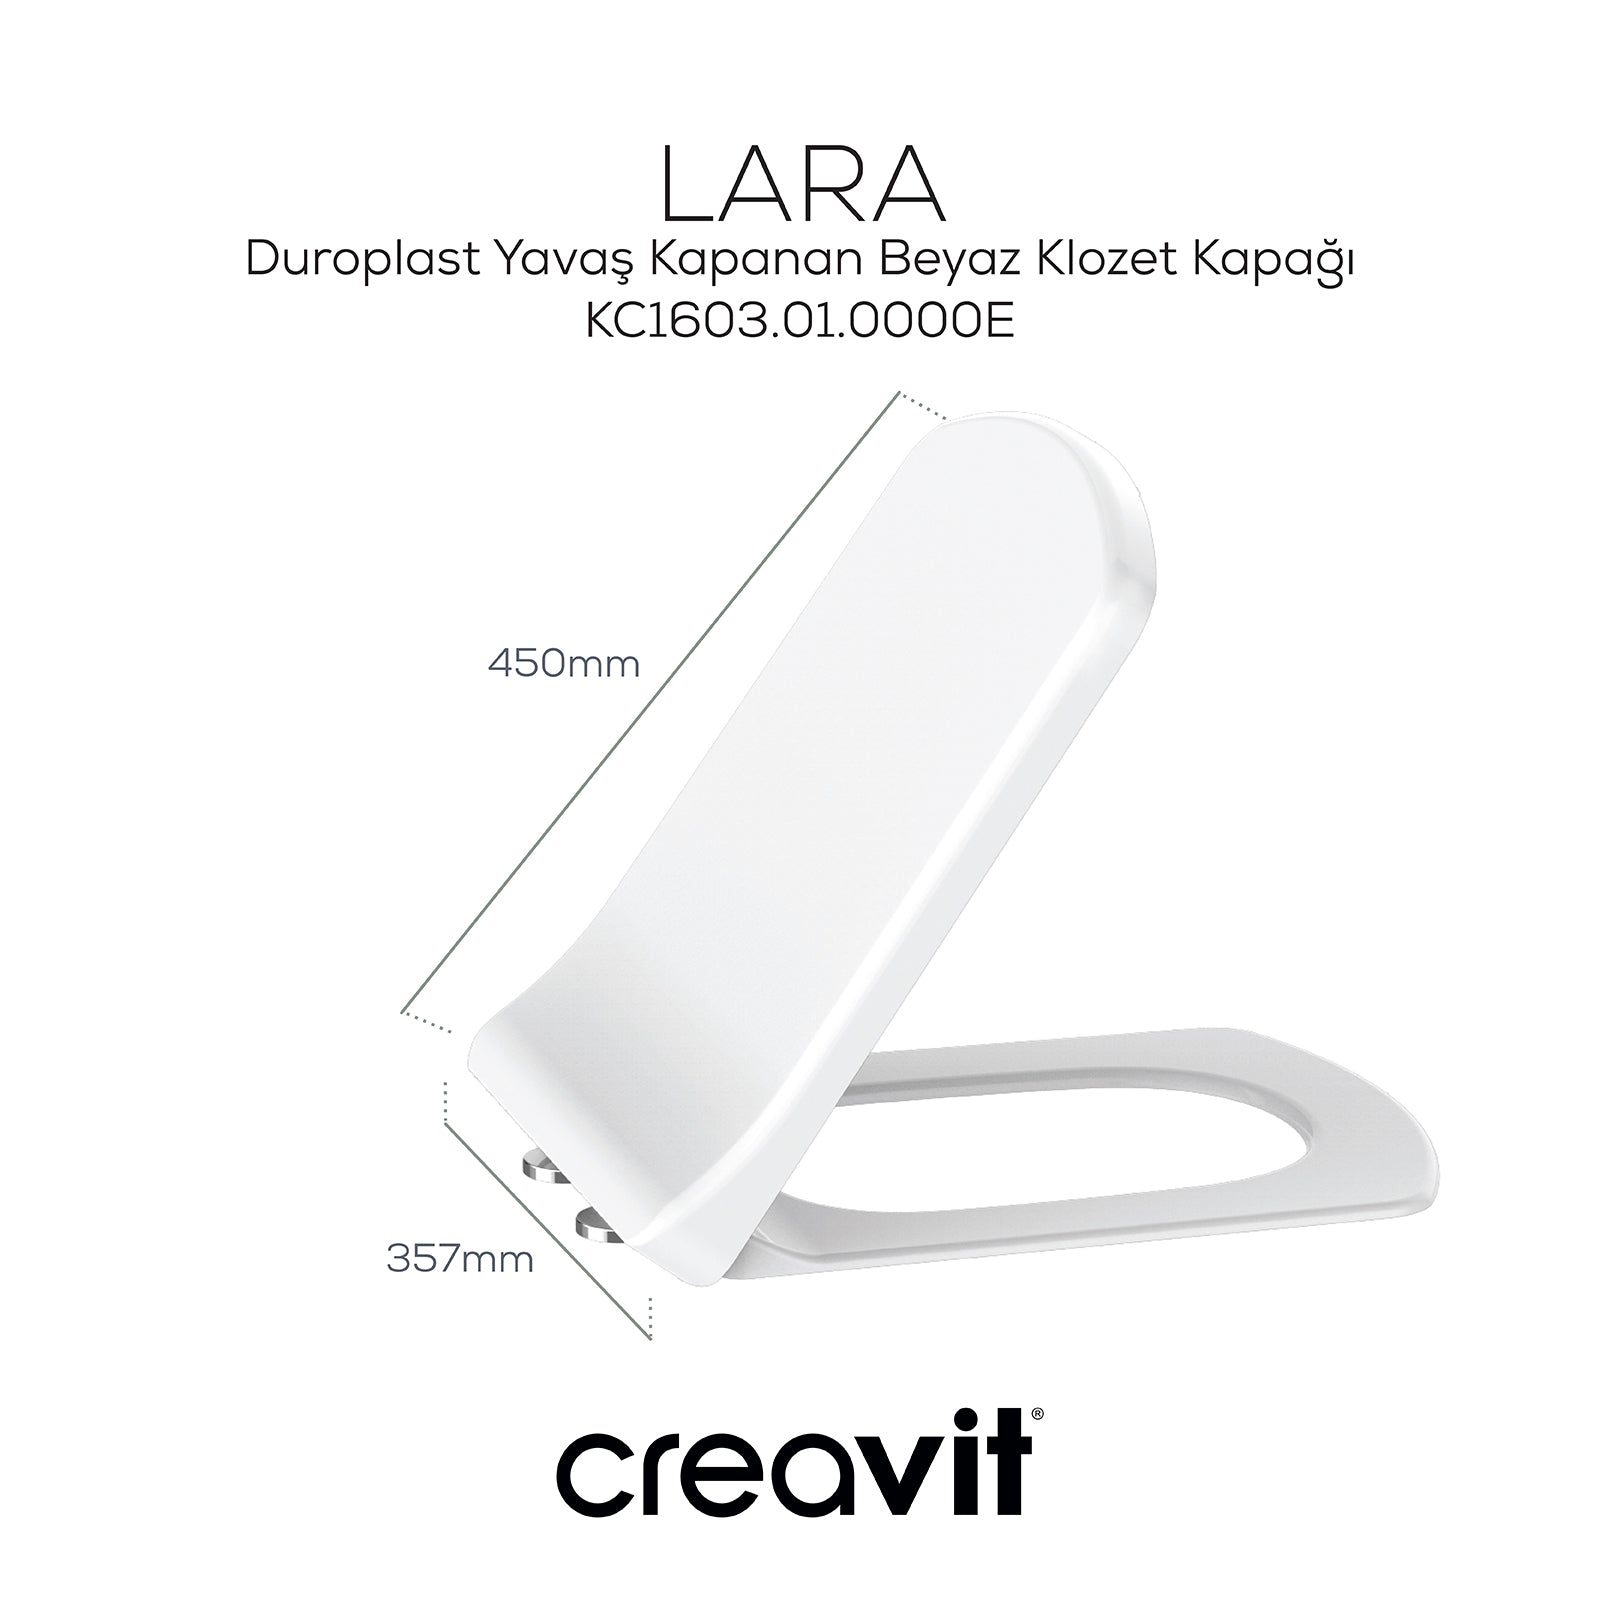 LARA
Duroplast Yavaş Kapanan Beyaz Klozet Kapağı
KC1603.01.0000E
450mm
357mm
creavit®